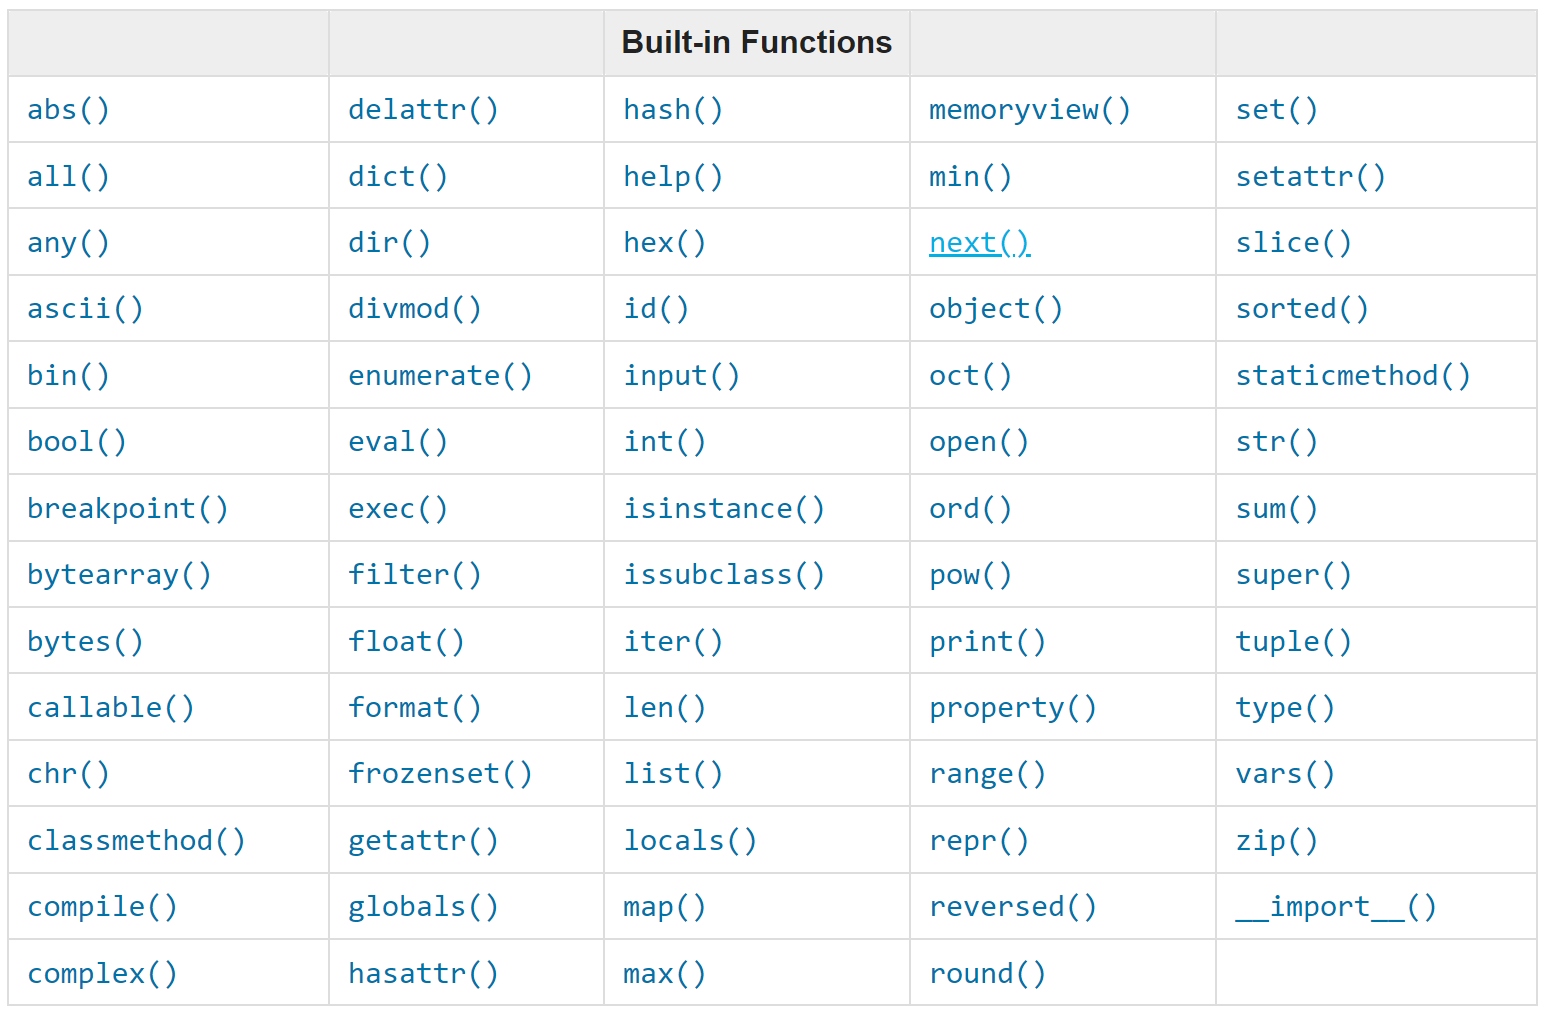 Built-in Functions
abs() delattr() hash() memoryview() set()
all() dict() help() min() setattr()
any() dir() hex() next() slice()
ascii() divmod() id() object() sorted()
bin() enumerate() input() oct() staticmethod()
bool() eval() int() open() str()
breakpoint() exec() isinstance() ord() sum()
bytearray() filter() issubclass() pow() super()
bytes() float() iter() print() tuple()
callable() format() len() property() type()
chr() frozenset() list() range() vars()
classmethod() getattr() locals() repr() zip()
compile() globals() map() reversed() __import__()
complex() hasattr() max() round()